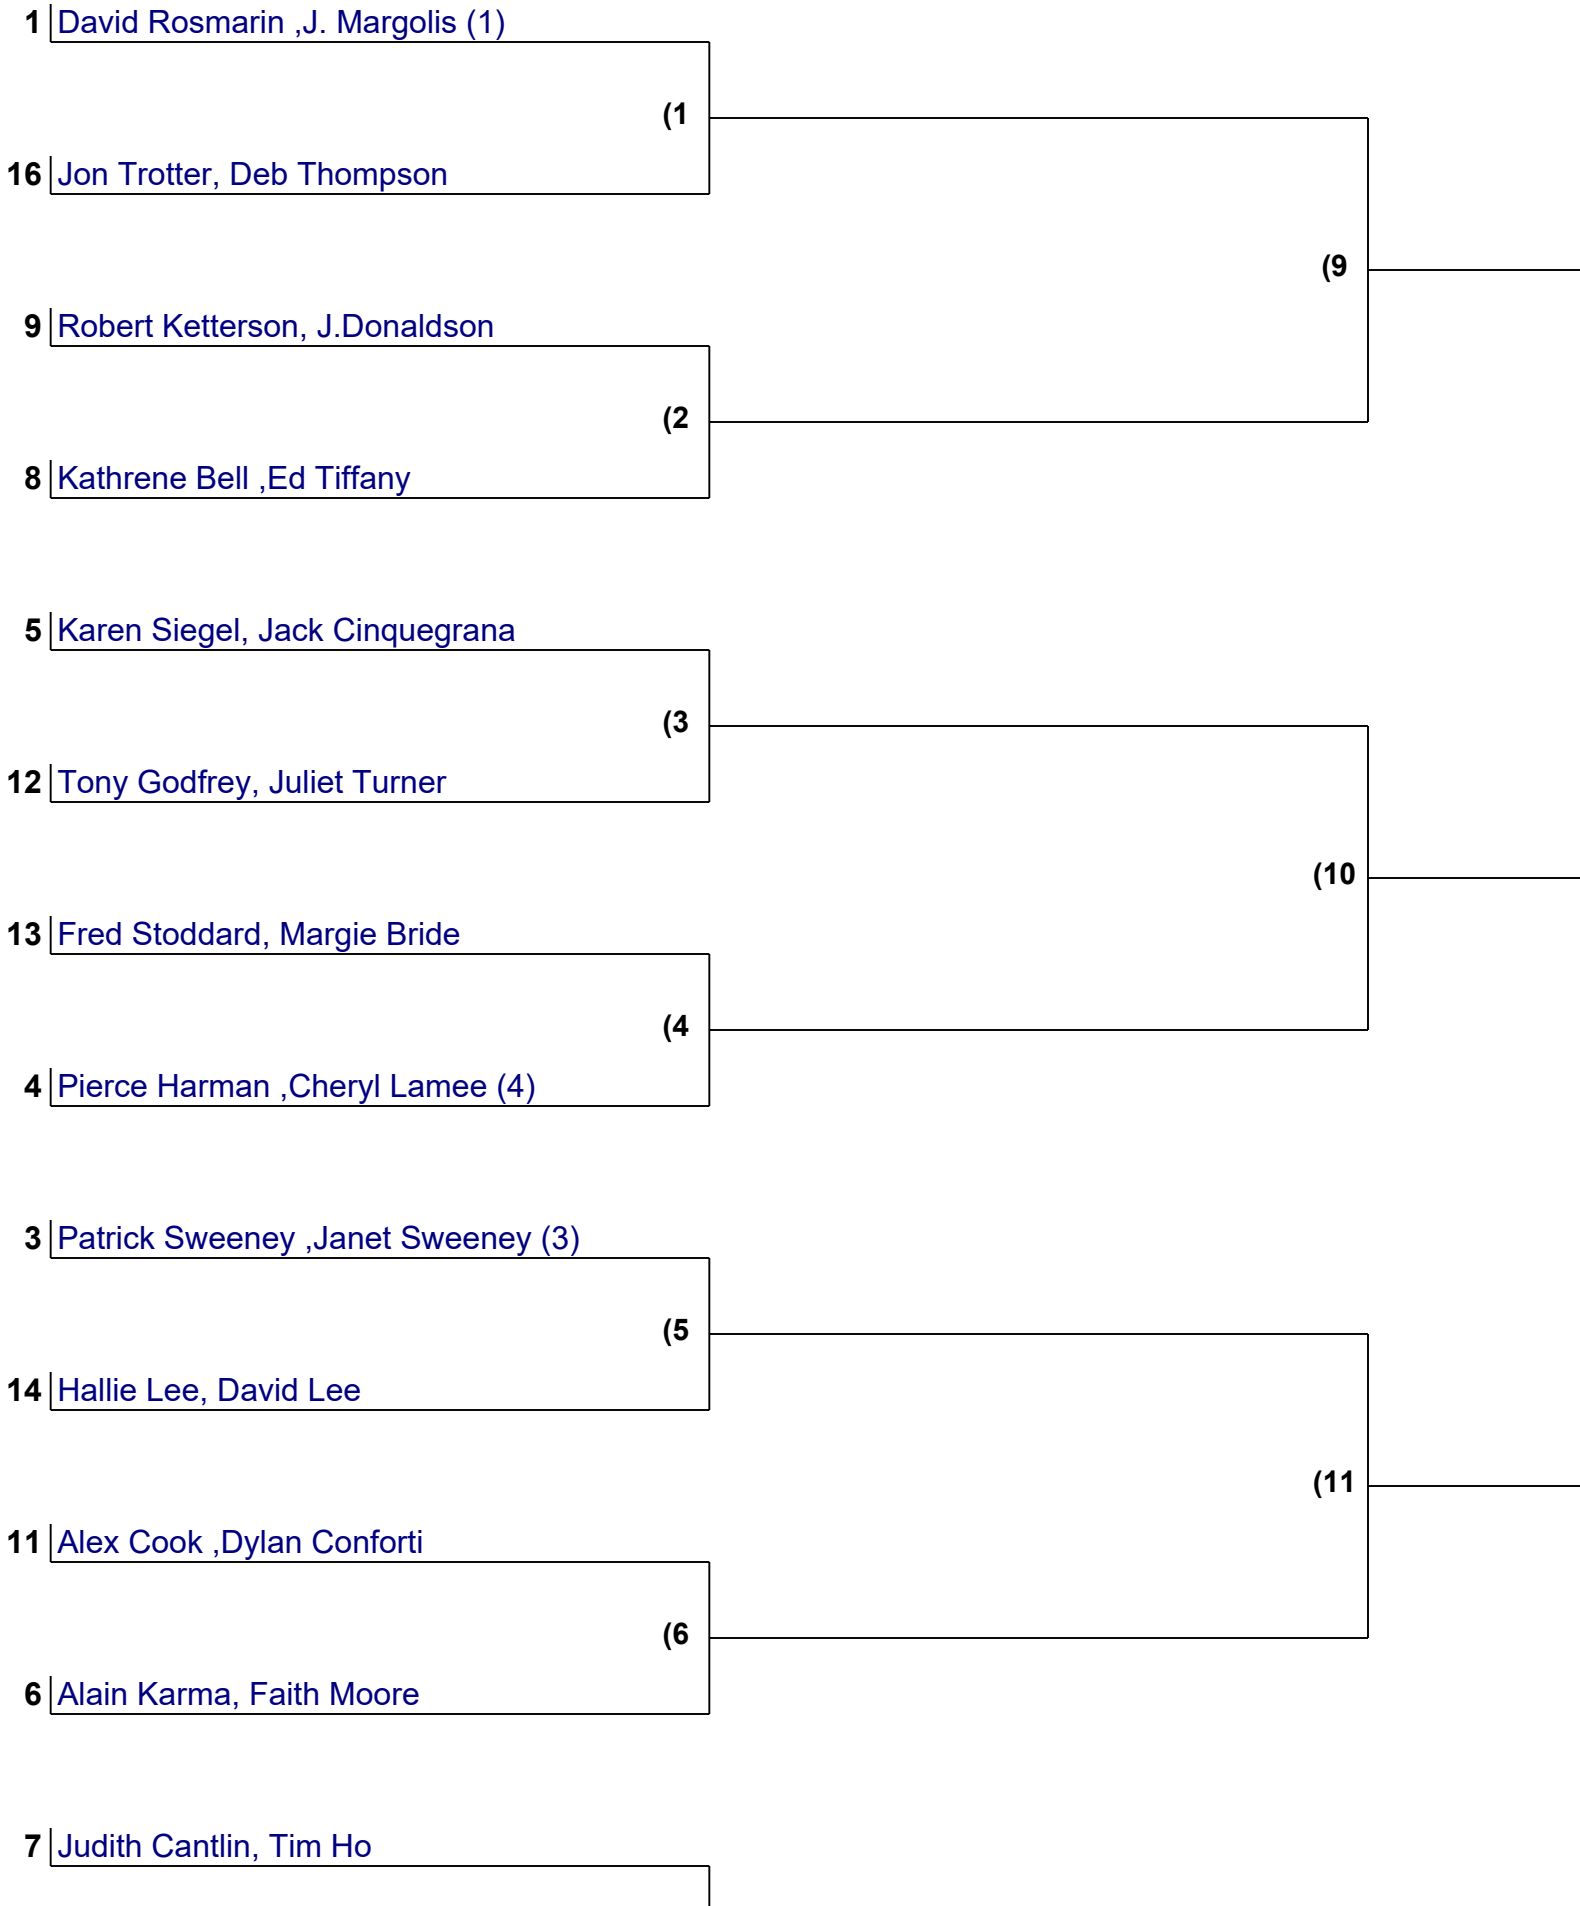 1 David Rosmarin ,J. Margolis (1)
(1
16 Jon Trotter, Deb Thompson
(9
9 Robert Ketterson, J.Donaldson
(2
8 Kathrene Bell ,Ed Tiffany
5 Karen Siegel, Jack Cinquegrana
(3
12 Tony Godfrey, Juliet Turner
(10
13 Fred Stoddard, Margie Bride
(4
4 Pierce Harman ,Cheryl Lamee (4)
3 Patrick Sweeney ,Janet Sweeney (3)
(5
14 Hallie Lee, David Lee
(11
11 Alex Cook ,Dylan Conforti
(6
6 Alain Karma, Faith Moore
7 Judith Cantlin, Tim Ho